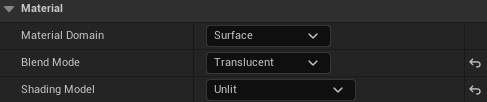 Material
Material Domain Surface
Blend Mode Translucent
Shading Model Unlit